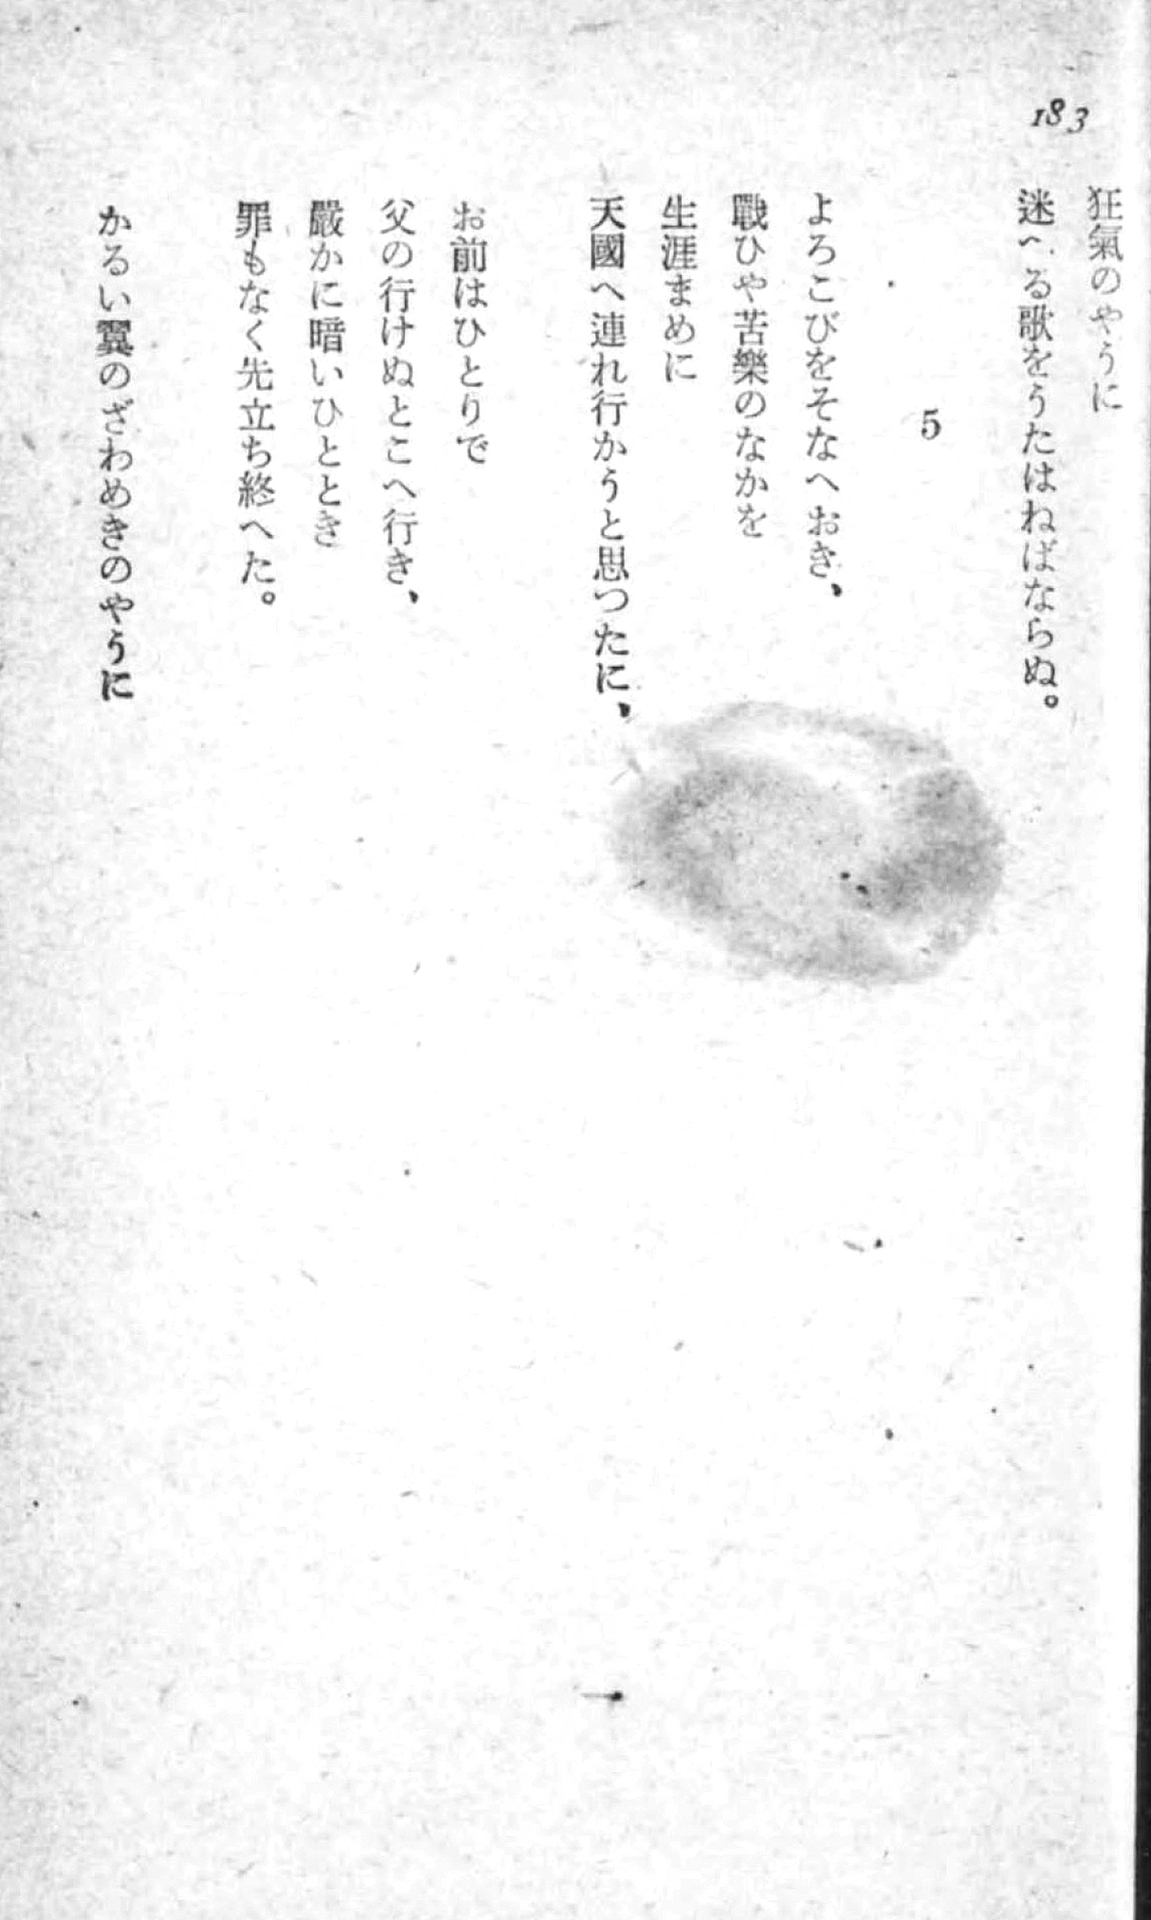 183
狂氣のやうに
迷へる歌をうたはねばならぬ。
5
よろこびをそなへおき、
戰ひや苦樂のなかを
生涯まめに
天國へ連れ行かうと思つたに、
お前はひとりで
父の行けぬとこへ行き、
嚴かに暗いひととき
罪もなく先立ち終へた。
かるい翼のざわめきのやうに